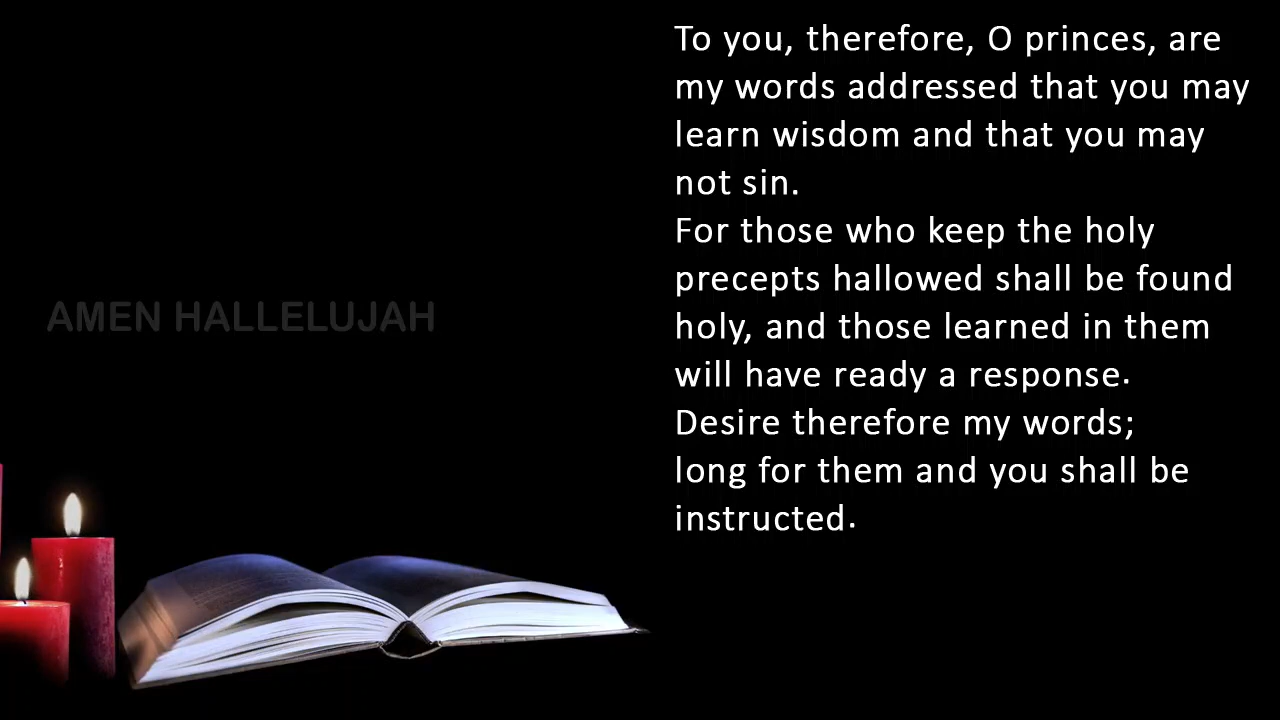 To you, therefore, O princes, are
my words addressed that you may
learn wisdom and that you may
not sin.
For those who keep the holy
precepts hallowed shall be found
holy, and those learned in them
will have ready a response.
Desire therefore my words;
long for them and you shall be
instructed.
AMEN HALLELUJAH